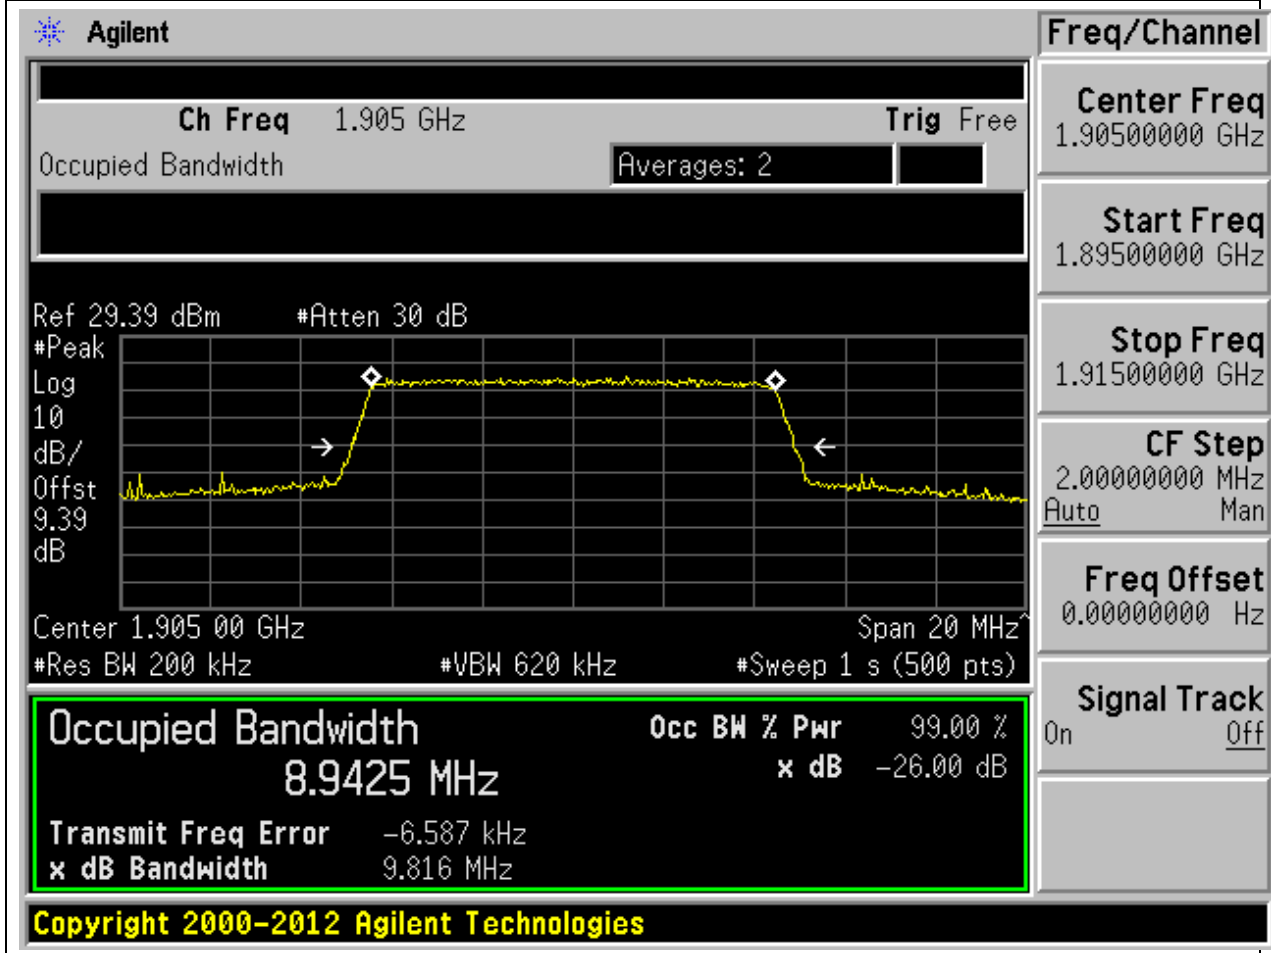 Agilent
Freq/Channel
Ch Freq 1.905 GHz Trig Free
Occupied Bandwidth Averages: 2
Center Freq
1.90500000 GHz
Start Freq
1.89500000 GHz
Stop Freq
1.91500000 GHz
CF Step
2.00000000 MHz
Auto Man
Freq Offset
0.00000000 Hz
Signal Track
On Off
Ref 29.39 dBm #Atten 30 dB
#Peak
Log
10
dB/
Offst
9.39
dB
Center 1.905 00 GHz Span 20 MHz^
#Res BW 200 kHz #VBW 620 kHz #Sweep 1 s (500 pts)
Occupied Bandwidth Occ BW % Pwr 99.00 %
8.9425 MHz x dB -26.00 dB
Transmit Freq Error -6.587 kHz
x dB Bandwidth 9.816 MHz
Copyright 2000-2012 Agilent Technologies